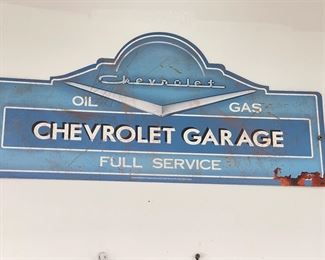 Chevrolet
OIL GAS
CHEVROLET GARAGE
FULL SERVICE